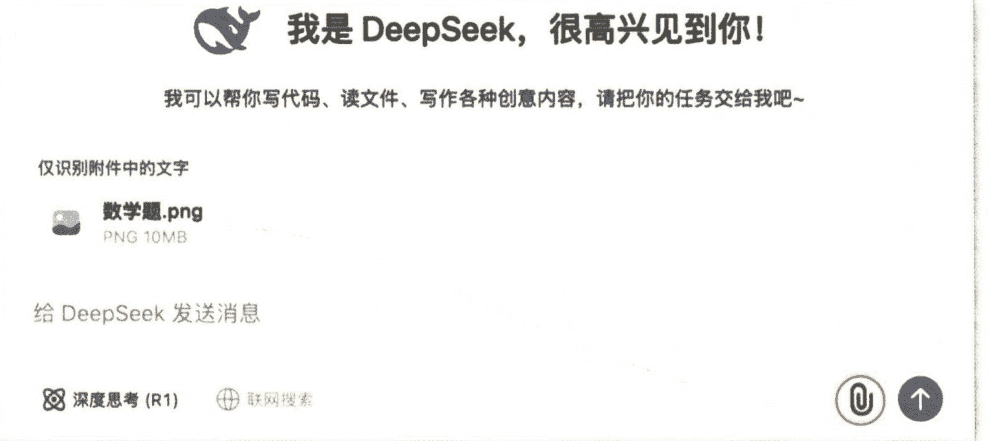 我是 DeepSeek，很高兴见到你！
我可以帮你写代码、读文件、写作各种创意内容，请把你的任务交给我吧~
仅识别附件中的文字
数学题.png
PNG 10MB
给 DeepSeek 发送消息
深度思考 (R1) 联网搜索